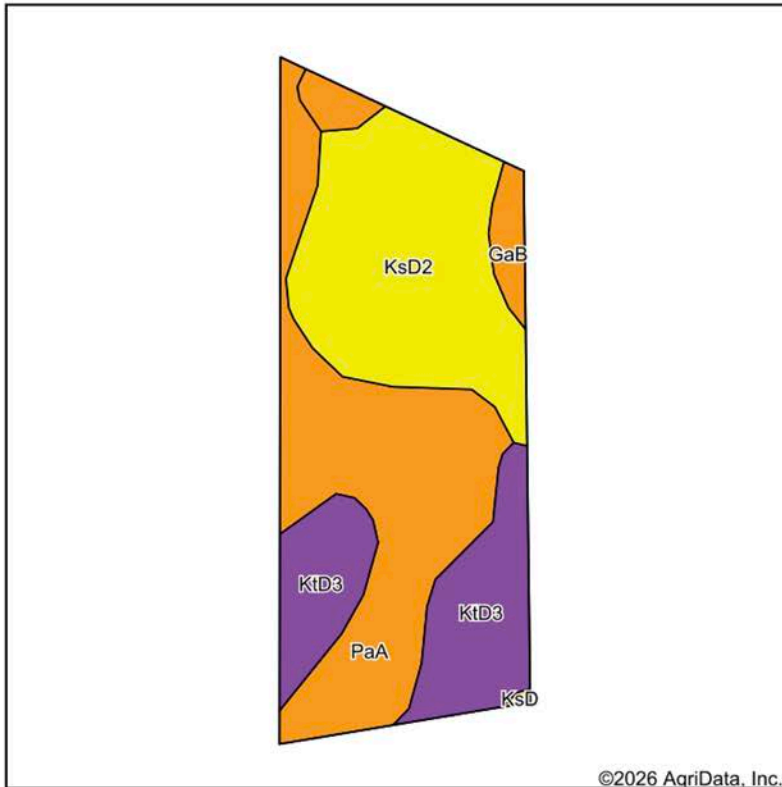 GaB
KsD2
KtD3
KtD3
PaA
KsD
©2026 AgriData, Inc.